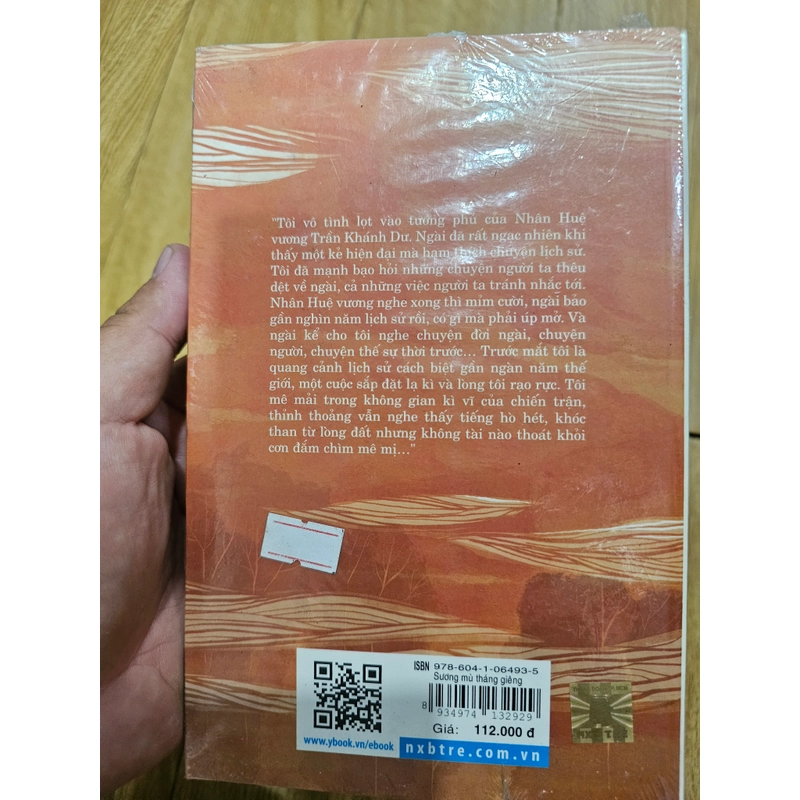 "Tôi vô tình lọt vào tướng phủ của Nhân Huệ
vương Trần Khánh Dư. Ngài đã rất ngạc nhiên khi
thấy một kẻ hiện đại mà ham thích chuyện lịch sử.
Tôi đã mạnh bạo hỏi những chuyện người ta thêu
dệt về ngài, cả những việc người ta tránh nhắc tới.
Nhân Huệ vương nghe xong thì mỉm cười, ngài bảo
gần nghìn năm lịch sử rồi, có gì mà phải úp mở. Và
ngài kể cho tôi nghe chuyện đời ngài, chuyện
người, chuyện thế sự thời trước... Trước mắt tôi là
quang cảnh lịch sử cách biệt gần ngàn năm thế
giới, một cuộc sắp đặt lạ kì và lòng tôi rạo rực. Tôi
mê mải trong không gian kì vĩ của chiến trận,
thỉnh thoảng vẫn nghe thấy tiếng hò hét, khóc
than từ lòng đất nhưng không tài nào thoát khỏi
cơn đắm chìm mê mị..."
ISBN 978-604-1-06493-5
Sương mù tháng giêng
8 934974 132929
Giá: 112.000 đ
www.ybook.vn/ebook
nxbtre.com.vn
NXB TRẺ